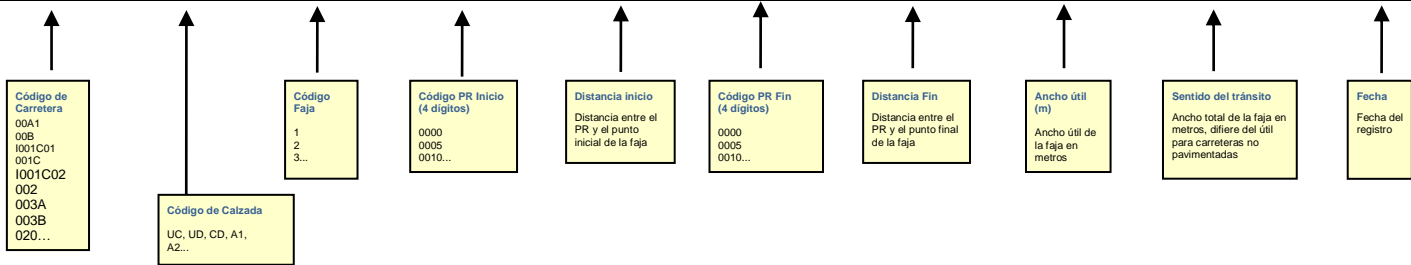 Código de
Carretera
00A1
00B
I001C01
001C
I001C02
002
003A
003B
020…
Código de Calzada
UC, UD, CD, A1,
A2...
Código
Faja
1
2
3...
Código PR Inicio
(4 dígitos)
0000
0005
0010...
Distancia inicio
Distancia entre el
PR y el punto
inicial de la faja
Código PR Fin
(4 dígitos)
0000
0005
0010...
Distancia Fin
Distancia entre el
PR y el punto final
de la faja
Ancho útil
(m)
Ancho útil de
la faja en
metros
Sentido del tránsito
Ancho total de la faja en
metros, difiere del útil
para carreteras no
pavimentadas
Fecha
Fecha del
registro